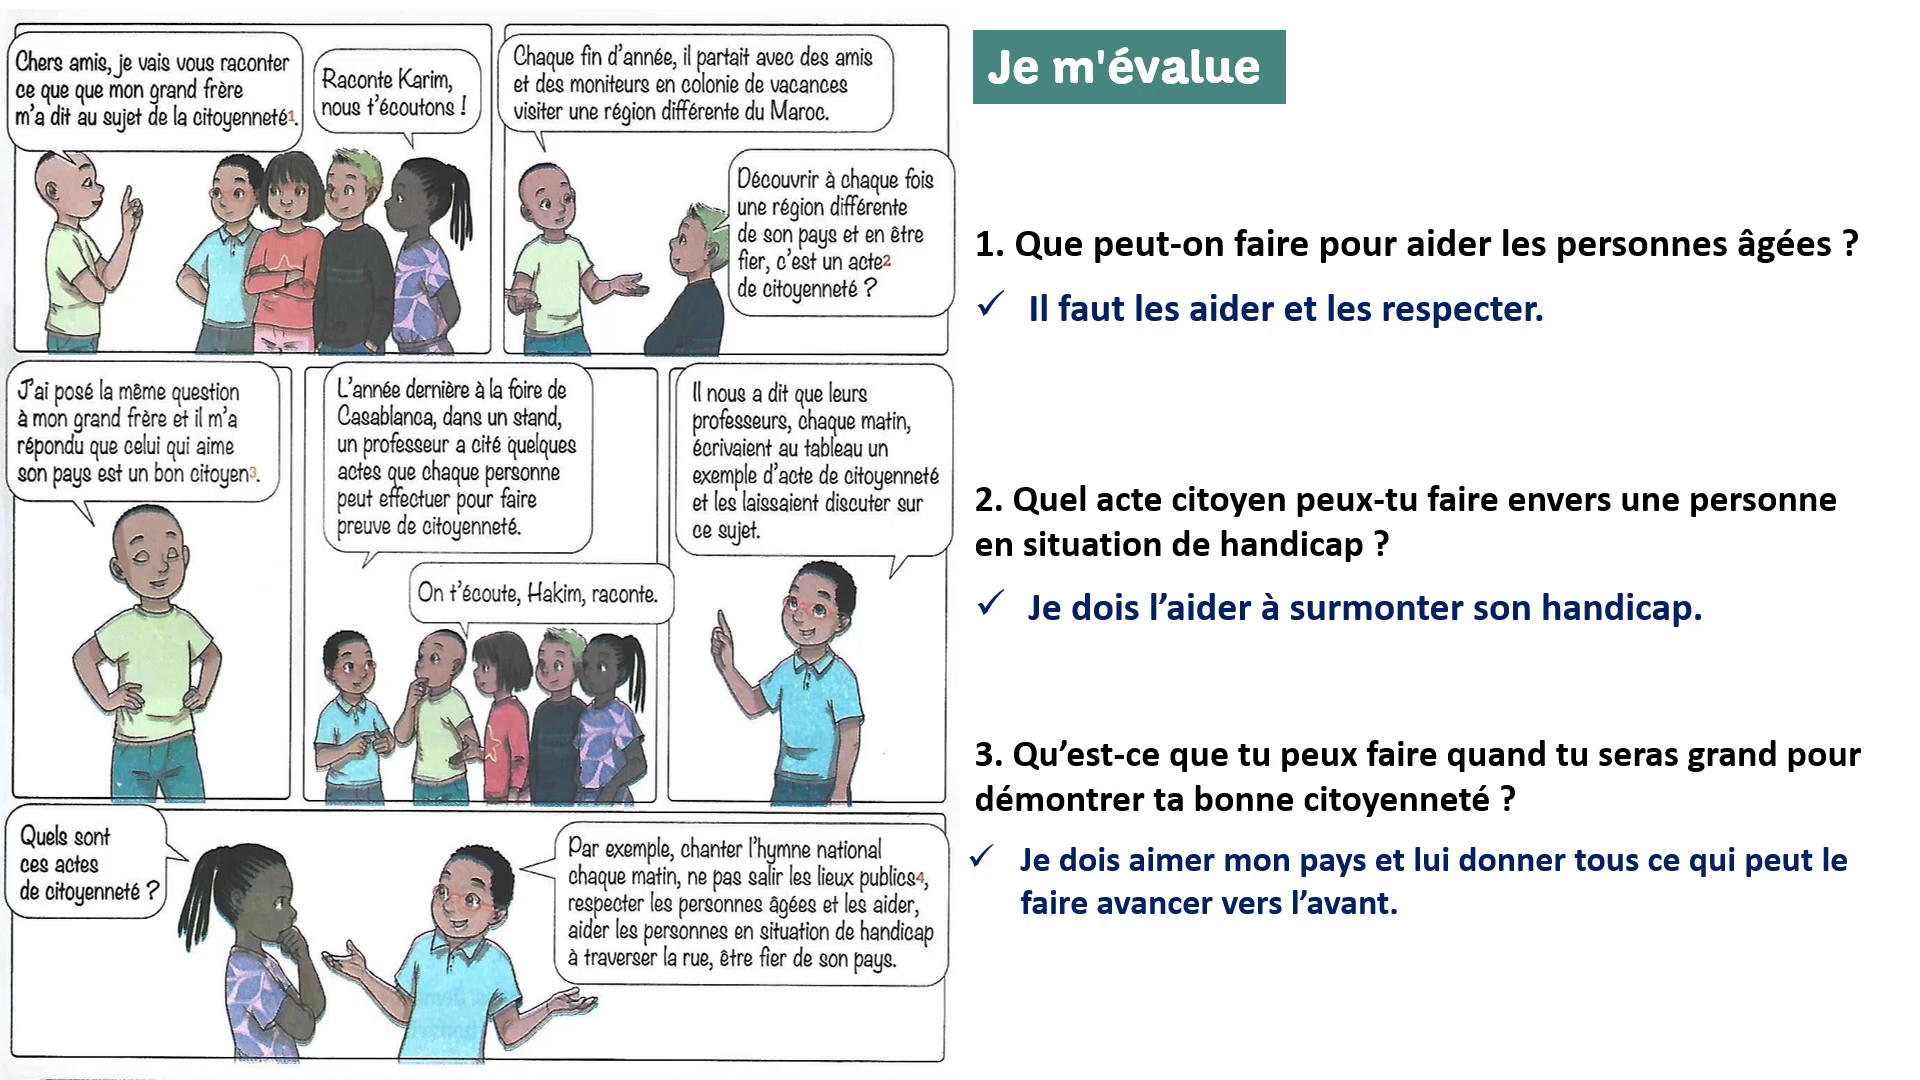 Chers amis, je vais vous raconter
ce que que mon grand frère
m'a dit au sujet de la citoyenneté1.
Raconte Karim,
nous t'écoutons !
Chaque fin d'année, il partait avec des amis
et des moniteurs en colonie de vacances
visiter une région différente du Maroc.
Découvrir à chaque fois
une région différente
de son pays et en être
fier, c'est un acte2
de citoyenneté ?
J'ai posé la même question
à mon grand frère et il m'a
répondu que celui qui aime
son pays est un bon citoyen3.
L'année dernière à la foire de
Casablanca, dans un stand,
un professeur a cité quelques
actes que chaque personne
peut effectuer pour faire
preuve de citoyenneté.
On t'écoute, Hakim, raconte.
Il nous a dit que leurs
professeurs, chaque matin,
écrivaient au tableau un
exemple d'acte de citoyenneté
et les laissaient discuter sur
ce sujet.
Quels sont
ces actes
de citoyenneté ?
Par exemple, chanter l'hymne national
chaque matin, ne pas salir les lieux publics4,
respecter les personnes âgées et les aider,
aider les personnes en situation de handicap
à traverser la rue, être fier de son pays.
Je m'évalue
1. Que peut-on faire pour aider les personnes âgées ?
✓ Il faut les aider et les respecter.
2. Quel acte citoyen peux-tu faire envers une personne
en situation de handicap ?
✓ Je dois l'aider à surmonter son handicap.
3. Qu'est-ce que tu peux faire quand tu seras grand pour
démontrer ta bonne citoyenneté ?
✓ Je dois aimer mon pays et lui donner tous ce qui peut le
faire avancer vers l'avant.